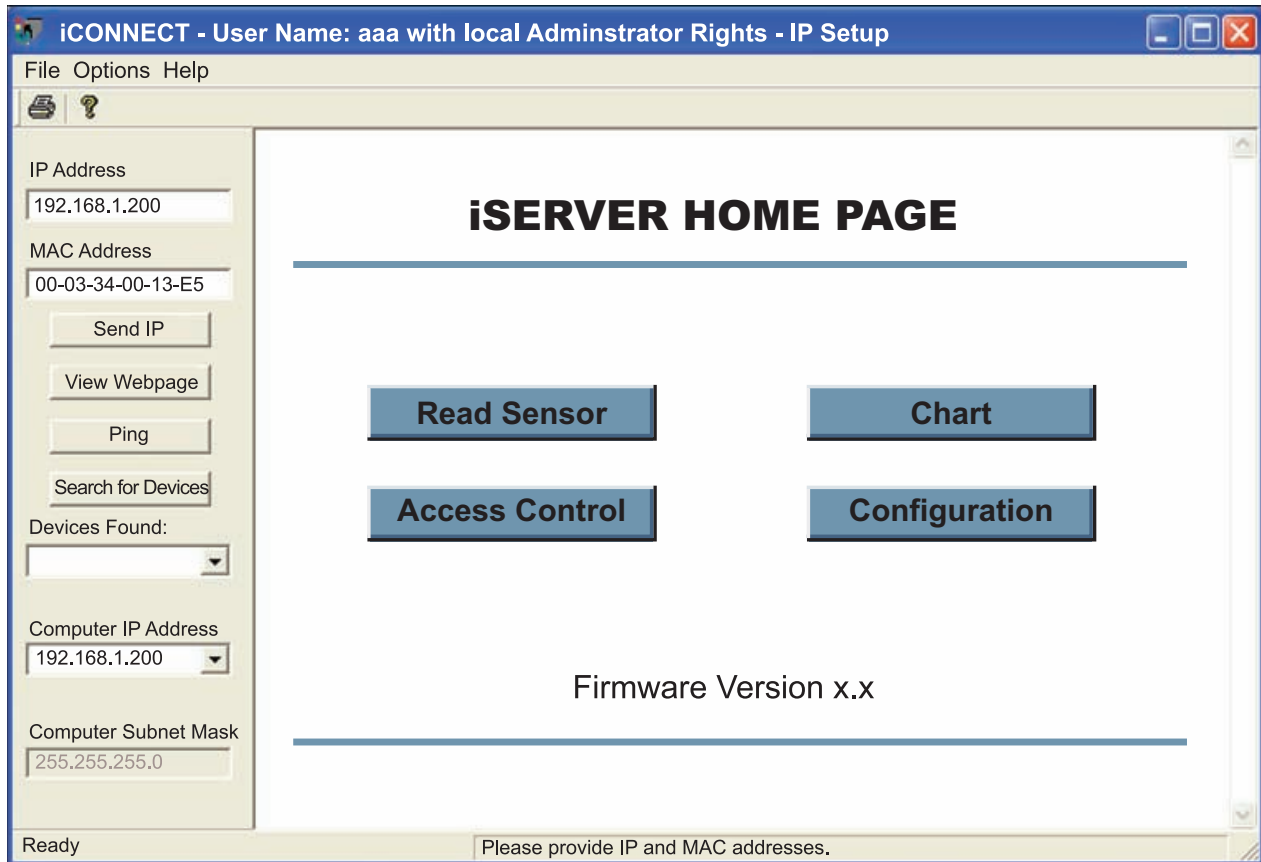 iCONNECT - User Name: aaa with local Adminstrator Rights - IP Setup
File Options Help
IP Address
192.168.1.200
MAC Address
00-03-34-00-13-E5
Send IP
View Webpage
Ping
Search for Devices
Devices Found:
Computer IP Address
192.168.1.200
Computer Subnet Mask
255.255.255.0
iSERVER HOME PAGE
Read Sensor
Chart
Access Control
Configuration
Firmware Version x.x
Ready
Please provide IP and MAC addresses.